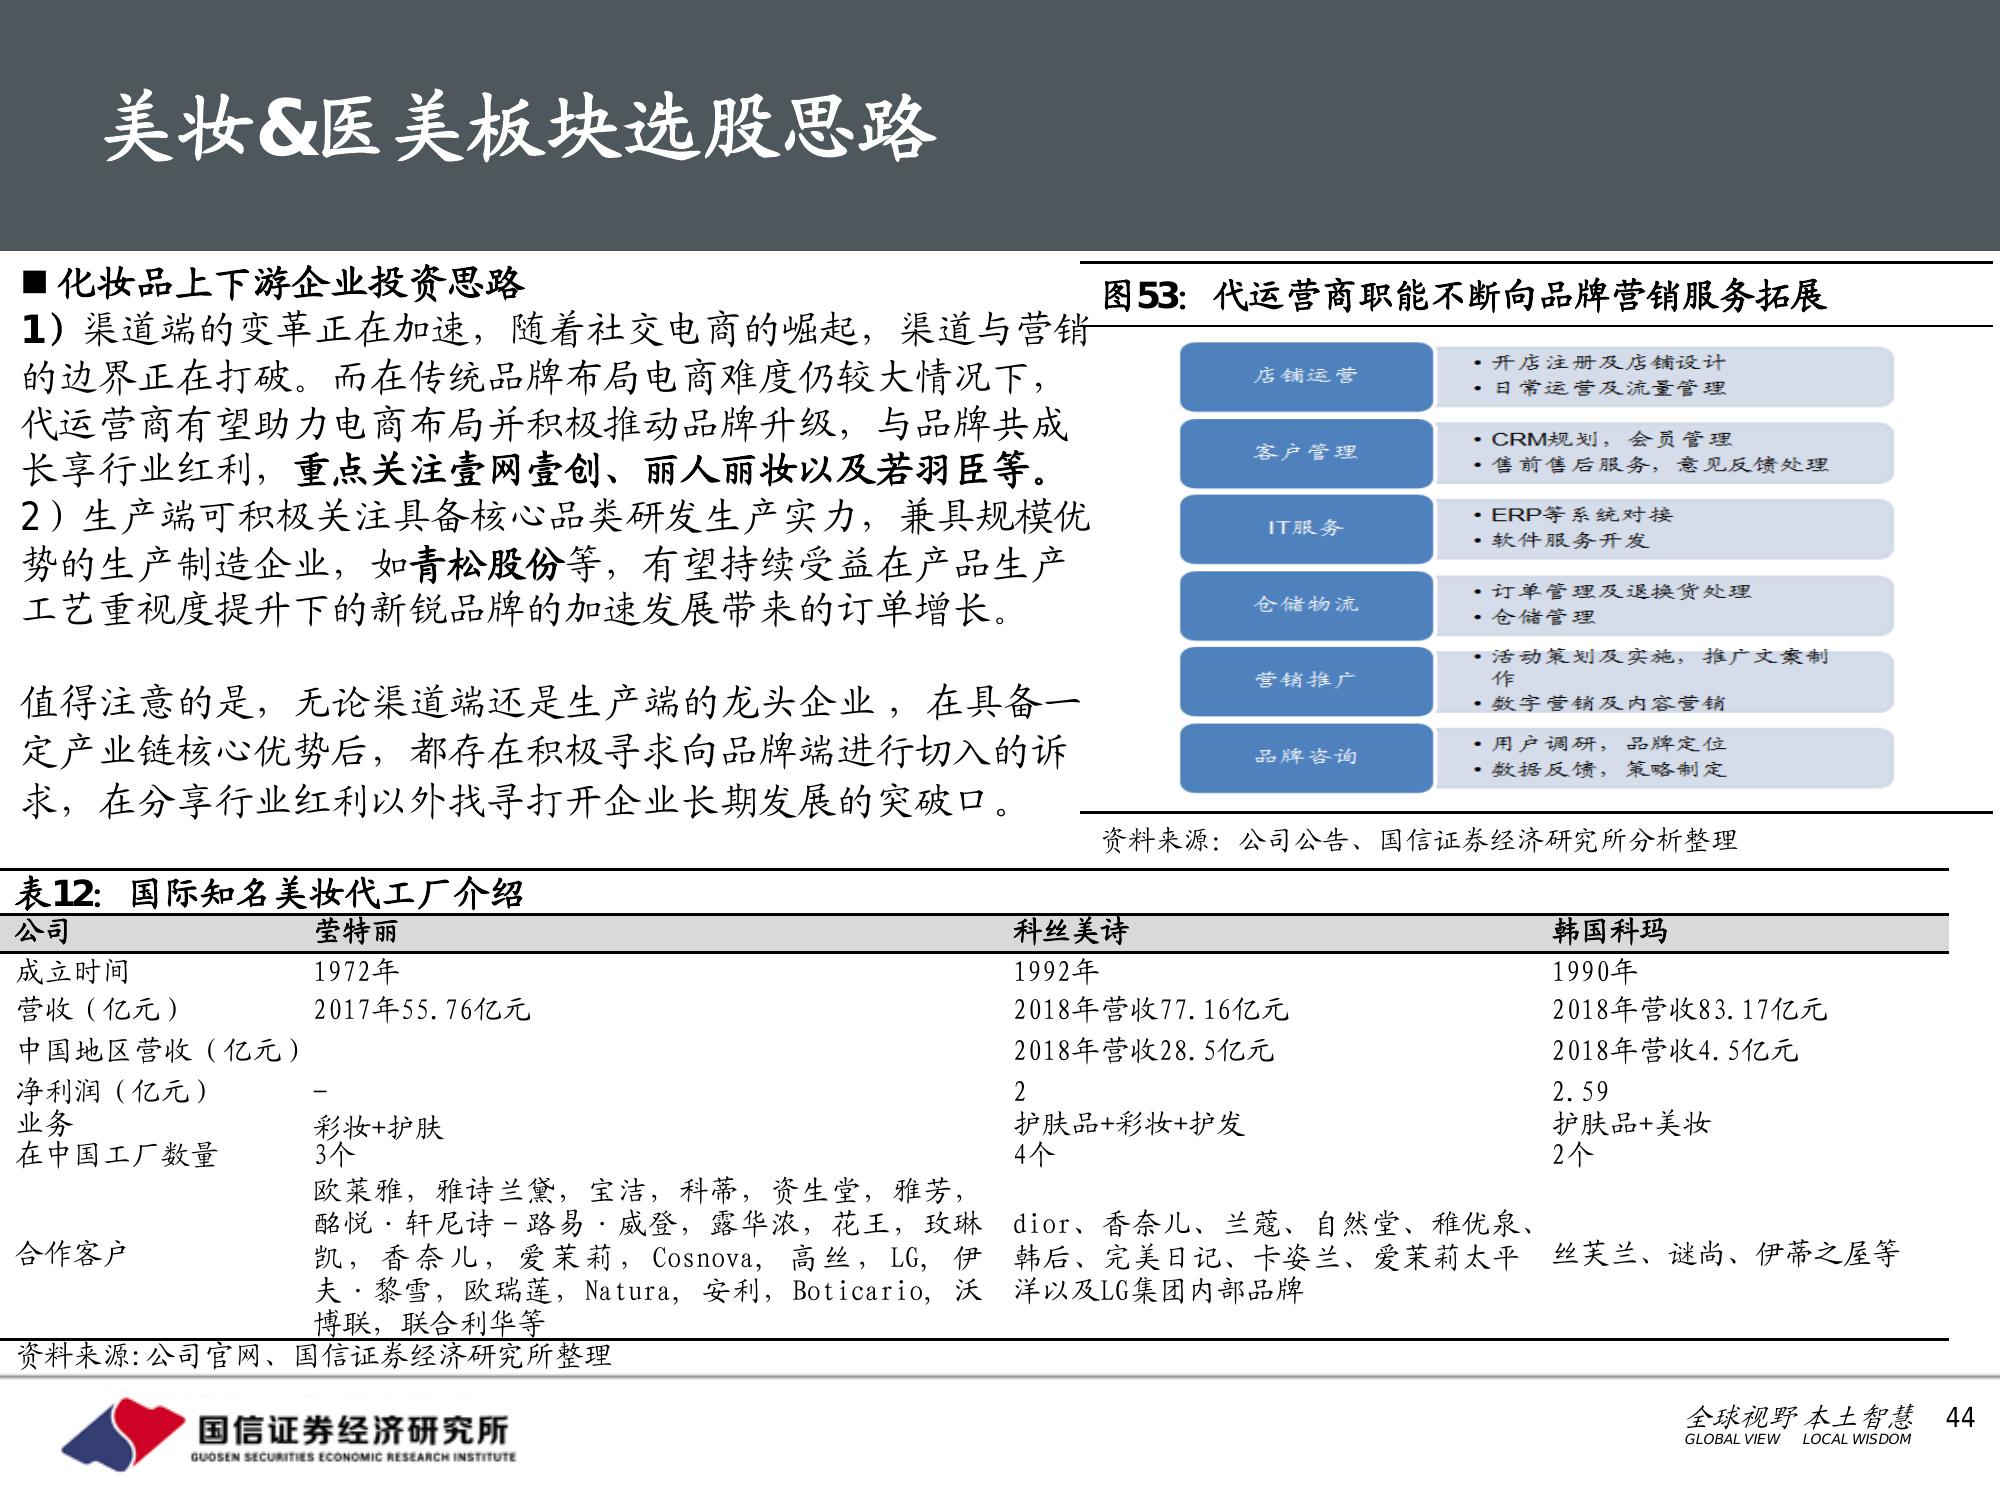 美妆&医美板块选股思路
■ 化妆品上下游企业投资思路
1）渠道端的变革正在加速，随着社交电商的崛起，渠道与营销
的边界正在打破。而在传统品牌布局电商难度仍较大情况下，
代运营商有望助力电商布局并积极推动品牌升级，与品牌共成
长享行业红利，重点关注壹网壹创、丽人丽妆以及若羽臣等。
2）生产端可积极关注具备核心品类研发生产实力，兼具规模优
势的生产制造企业，如青松股份等，有望持续受益在产品生产
工艺重视度提升下的新锐品牌的加速发展带来的订单增长。
值得注意的是，无论渠道端还是生产端的龙头企业 ，在具备一
定产业链核心优势后，都存在积极寻求向品牌端进行切入的诉
求，在分享行业红利以外找寻打开企业长期发展的突破口。
图53：代运营商职能不断向品牌营销服务拓展
店铺运营
• 开店注册及店铺设计
• 日常运营及流量管理
客户管理
• CRM规划，会员管理
• 售前售后服务，意见反馈处理
IT服务
• ERP等系统对接
• 软件服务开发
仓储物流
• 订单管理及退换货处理
• 仓储管理
营销推广
• 活动策划及实施，推广文案制
作
• 数字营销及内容营销
品牌咨询
• 用户调研，品牌定位
• 数据反馈，策略制定
资料来源：公司公告、国信证券经济研究所分析整理
表12：国际知名美妆代工厂介绍
公司 莹特丽 科丝美诗 韩国科玛
成立时间 1972年 1992年 1990年
营收（亿元） 2017年55.76亿元 2018年营收77.16亿元 2018年营收83.17亿元
中国地区营收（亿元） 2018年营收28.5亿元 2018年营收4.5亿元
净利润（亿元） – 2 2.59
业务 彩妆+护肤 护肤品+彩妆+护发 护肤品+美妆
在中国工厂数量 3个 4个 2个
合作客户
欧莱雅，雅诗兰黛，宝洁，科蒂，资生堂，雅芳，
酩悦·轩尼诗–路易·威登，露华浓，花王，玫琳
凯，香奈儿，爱茉莉，Cosnova，高丝，LG，伊
夫·黎雪，欧瑞莲，Natura，安利，Boticario，沃
博联，联合利华等
dior、香奈儿、兰蔻、自然堂、稚优泉、
韩后、完美日记、卡姿兰、爱茉莉太平
洋以及LG集团内部品牌
丝芙兰、谜尚、伊蒂之屋等
资料来源:公司官网、国信证券经济研究所整理
国信证券经济研究所
GUOSEN SECURITIES ECONOMIC RESEARCH INSTITUTE
全球视野 本土智慧
GLOBAL VIEW LOCAL WISDOM
44